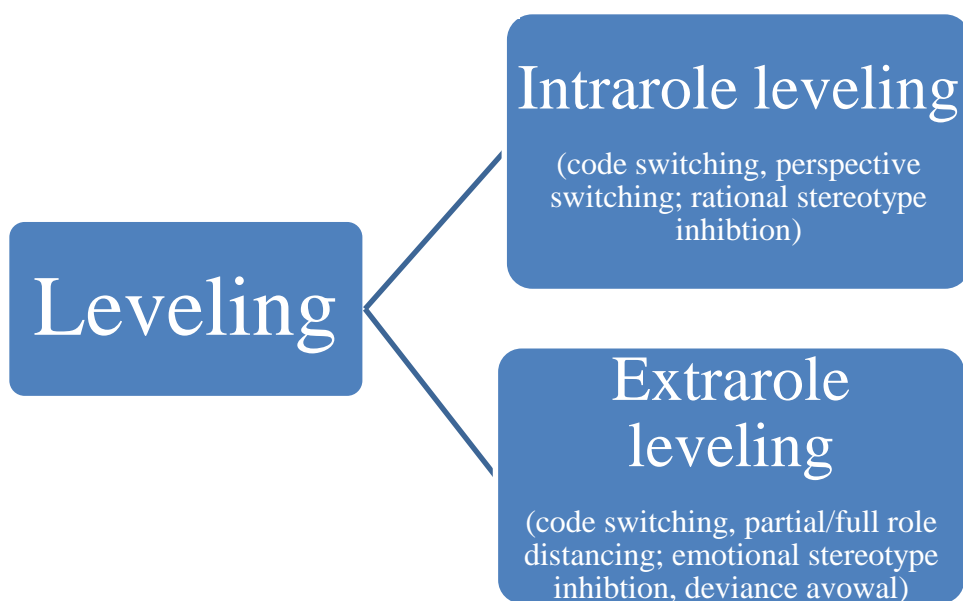 Leveling
Intrarole leveling
(code switching, perspective
switching; rational stereotype
inhibtion)
Extrarole
leveling
(code switching, partial/full role
distancing; emotional stereotype
inhibtion, deviance avowal)